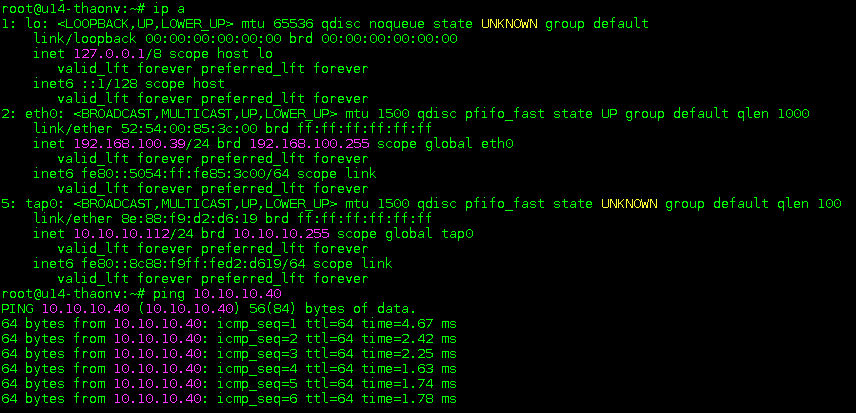 root@u14-thaonv:~# ip a
1: lo: <LOOPBACK,UP,LOWER_UP> mtu 65536 qdisc noqueue state UNKNOWN group default
link/loopback 00:00:00:00:00:00 brd 00:00:00:00:00:00
inet 127.0.0.1/8 scope host lo
valid_lft forever preferred_lft forever
inet6 ::1/128 scope host
valid_lft forever preferred_lft forever
2: eth0: <BROADCAST,MULTICAST,UP,LOWER_UP> mtu 1500 qdisc pfifo_fast state UP group default qlen 1000
link/ether 52:54:00:85:3c:00 brd ff:ff:ff:ff:ff:ff
inet 192.168.100.39/24 brd 192.168.100.255 scope global eth0
valid_lft forever preferred_lft forever
inet6 fe80::5054:ff:fe85:3c00/64 scope link
valid_lft forever preferred_lft forever
5: tap0: <BROADCAST,MULTICAST,UP,LOWER_UP> mtu 1500 qdisc pfifo_fast state UNKNOWN group default qlen 100
link/ether 8e:88:f9:d2:d6:19 brd ff:ff:ff:ff:ff:ff
inet 10.10.10.112/24 brd 10.10.10.255 scope global tap0
valid_lft forever preferred_lft forever
inet6 fe80::8c88:f9ff:fed2:d619/64 scope link
valid_lft forever preferred_lft forever
root@u14-thaonv:~# ping 10.10.10.40
PING 10.10.10.40 (10.10.10.40) 56(84) bytes of data.
64 bytes from 10.10.10.40: icmp_seq=1 ttl=64 time=4.67 ms
64 bytes from 10.10.10.40: icmp_seq=2 ttl=64 time=2.42 ms
64 bytes from 10.10.10.40: icmp_seq=3 ttl=64 time=2.25 ms
64 bytes from 10.10.10.40: icmp_seq=4 ttl=64 time=1.63 ms
64 bytes from 10.10.10.40: icmp_seq=5 ttl=64 time=1.74 ms
64 bytes from 10.10.10.40: icmp_seq=6 ttl=64 time=1.78 ms